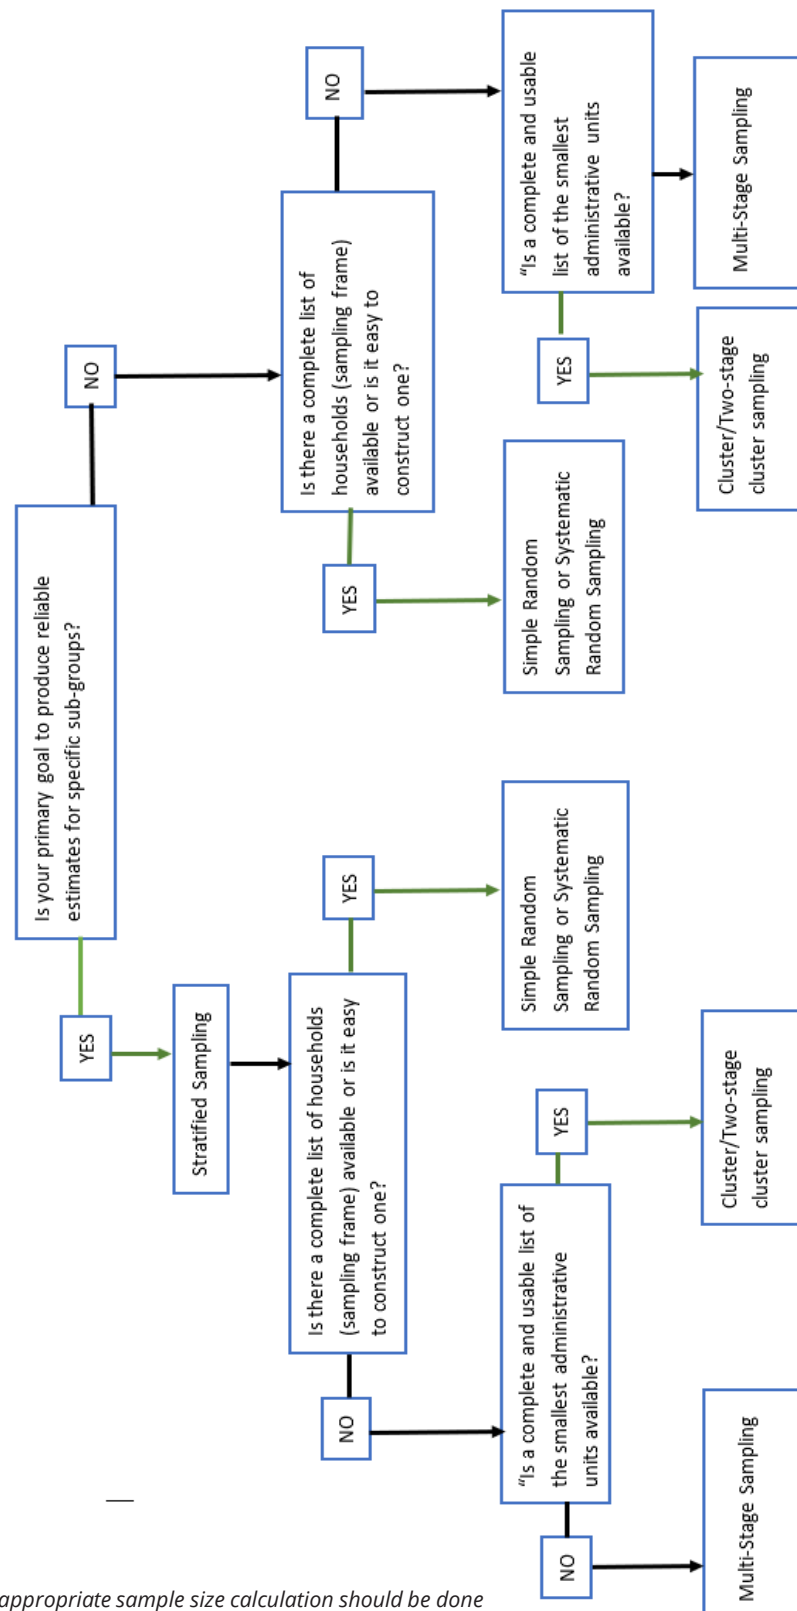 Is your primary goal to produce reliable
estimates for specific sub-groups?
YES
NO
Stratified Sampling
Is there a complete list of households
(sampling frame) available or is it easy
to construct one?
NO
YES
“Is a complete and usable list of
the smallest administrative
units available?
Simple Random
Sampling or Systematic
Random Sampling
NO
YES
Multi-Stage Sampling
Cluster/Two-stage
cluster sampling
Is there a complete list of
households (sampling frame)
available or is it easy to
construct one?
YES
NO
Simple Random
Sampling or Systematic
Random Sampling
“Is a complete and usable
list of the smallest
administrative units
available?
YES
Cluster/Two-stage
cluster sampling
Multi-Stage Sampling
appropriate sample size calculation should be done